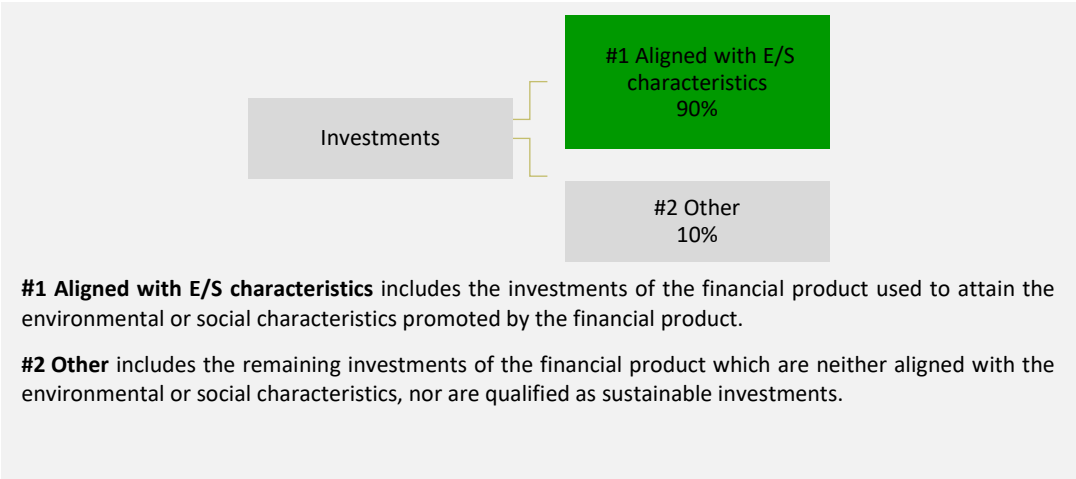 #1 Aligned with E/S
characteristics
90%
Investments
#2 Other
10%
#1 Aligned with E/S characteristics includes the investments of the financial product used to attain the
environmental or social characteristics promoted by the financial product.
#2 Other includes the remaining investments of the financial product which are neither aligned with the
environmental or social characteristics, nor are qualified as sustainable investments.